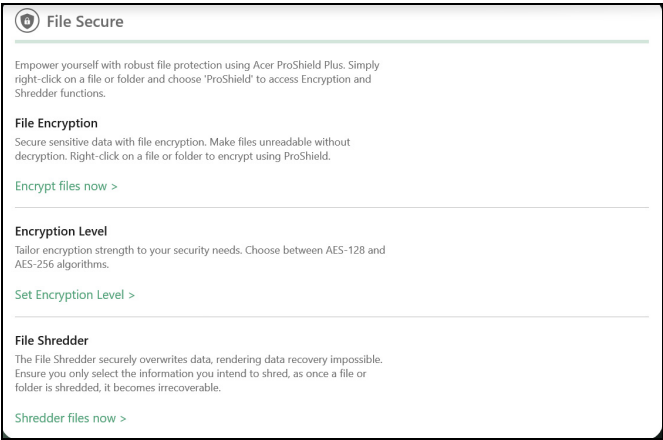 File Secure
Empower yourself with robust file protection using Acer ProShield Plus. Simply
right-click on a file or folder and choose 'ProShield' to access Encryption and
Shredder functions.
File Encryption
Secure sensitive data with file encryption. Make files unreadable without
decryption. Right-click on a file or folder to encrypt using ProShield.
Encrypt files now >
Encryption Level
Tailor encryption strength to your security needs. Choose between AES-128 and
AES-256 algorithms.
Set Encryption Level >
File Shredder
The File Shredder securely overwrites data, rendering data recovery impossible.
Ensure you only select the information you intend to shred, as once a file or
folder is shredded, it becomes irrecoverable.
Shredder files now >